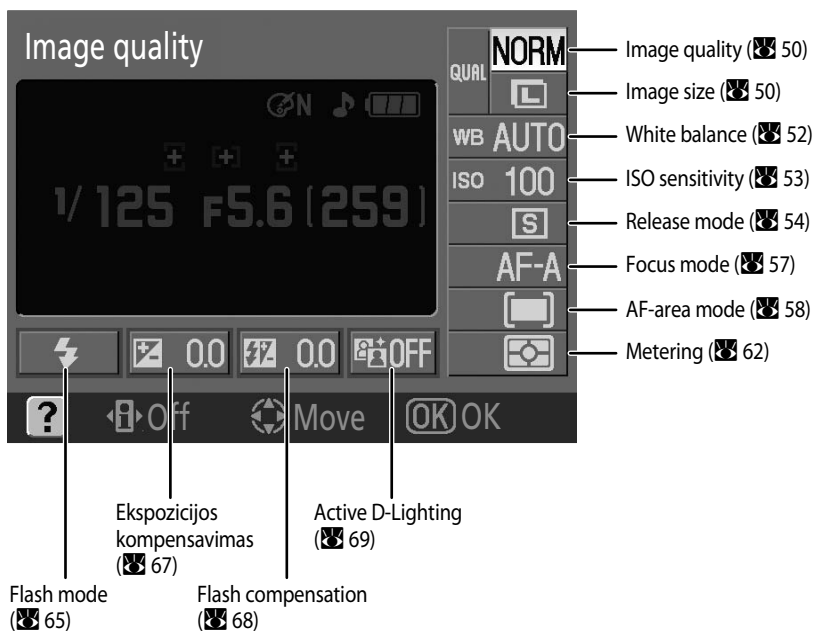 Image quality
QUAL NORM
L
WB AUTO
ISO 100
S
AF-A
N
1/125 F5.6 [259]
0.0
0.0
OFF
? i Off Move OK OK
Image quality ( 50)
Image size ( 50)
White balance ( 52)
ISO sensitivity ( 53)
Release mode ( 54)
Focus mode ( 57)
AF-area mode ( 58)
Metering ( 62)
Ekspozicijos
kompensavimas
( 67)
Active D-Lighting
( 69)
Flash mode
( 65)
Flash compensation
( 68)